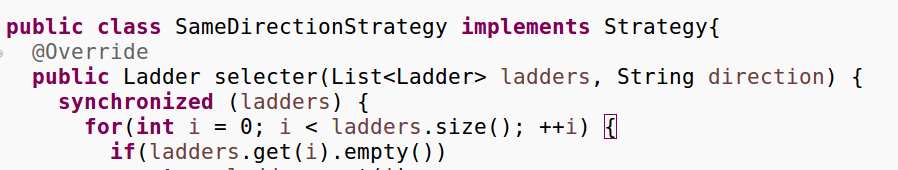 public class SameDirectionStrategy implements Strategy{
@Override
public Ladder selecter(List<Ladder> ladders, String direction) {
synchronized (ladders) {
for(int i = 0; i < ladders.size(); ++i) {
if(ladders.get(i).empty())